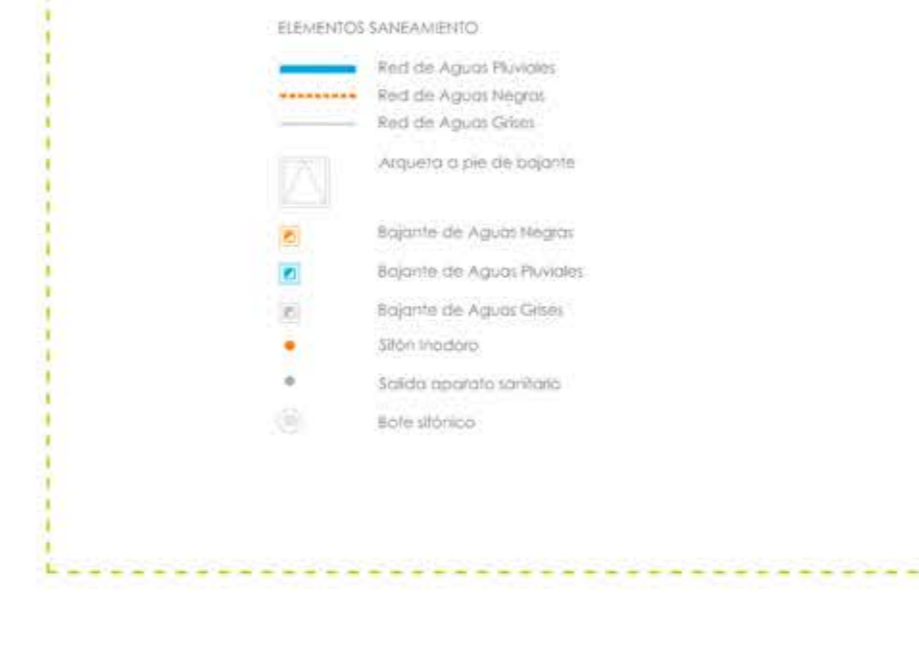 ELEMENTOS SANEAMIENTO
Red de Aguas Pluviales
Red de Aguas Negras
Red de Aguas Grises
Arqueta a pie de bajante
Bajante de Aguas Negras
Bajante de Aguas Pluviales
Bajante de Aguas Grises
Sifón Inodoro
Salida aparato sanitario
Bote sifónico